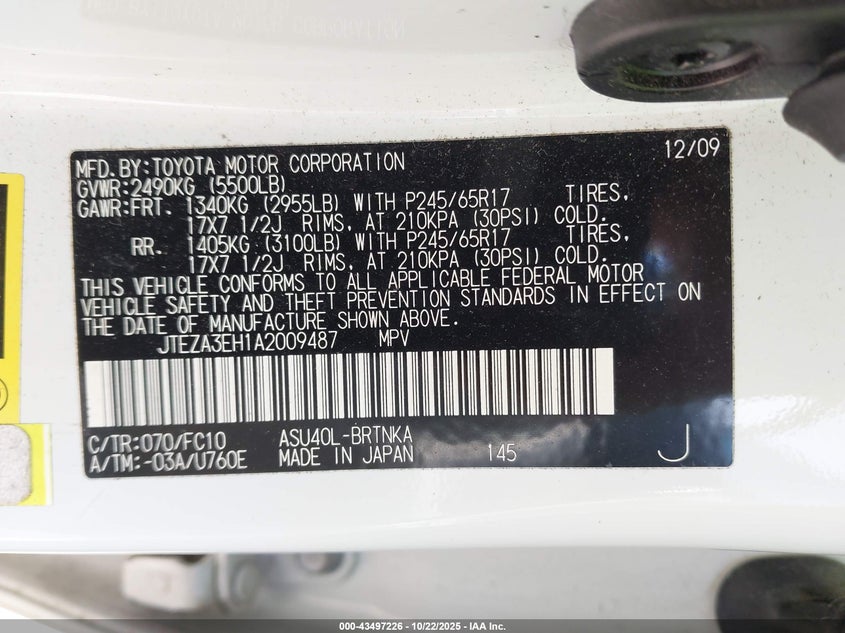 MFD.BY:TOYOTA MOTOR CORPORATION 12/09
GVWR:2490KG (5500LB)
GAWR:FRT. 1340KG (2955LB) WITH P245/65R17 TIRES,
17X7 1/2J RIMS, AT 210KPA (30PSI) COLD.
RR. 1405KG (3100LB) WITH P245/65R17 TIRES,
17X7 1/2J RIMS, AT 210KPA (30PSI) COLD.
THIS VEHICLE CONFORMS TO ALL APPLICABLE FEDERAL MOTOR
VEHICLE SAFETY AND THEFT PREVENTION STANDARDS IN EFFECT ON
THE DATE OF MANUFACTURE SHOWN ABOVE.
JTEZA3EH1A2009487 MPV
C/TR:070/FC10 ASU40L-BRTNKA
A/TM:-03A/U760E MADE IN JAPAN 145 J
000-43497226 - 10/22/2025 - IAA Inc.